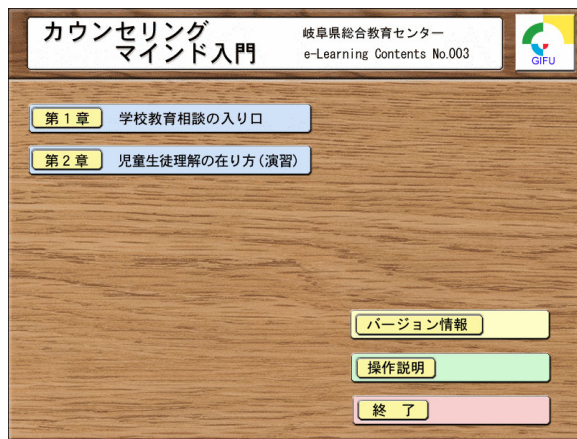 カウンセリング
マインド入門
岐阜県総合教育センター
e-Learning Contents No.003
GIFU
第1章 学校教育相談の入り口
第2章 児童生徒理解の在り方(演習)
バージョン情報
操作説明
終 了